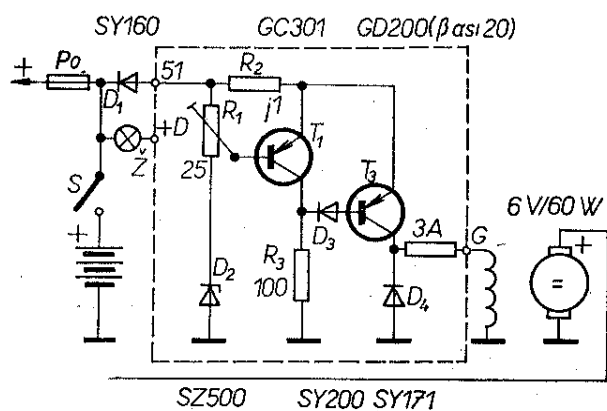 SY160 GC301 GD200(β asi 20)
+ Po 51 R₂
D₁ +D R₁ j1 T₁
Ž 25 T₃
S 6 V/60 W
D₃ 3A G +
+ D₂ R₃ =
100 D₄
SZ500 SY200 SY171